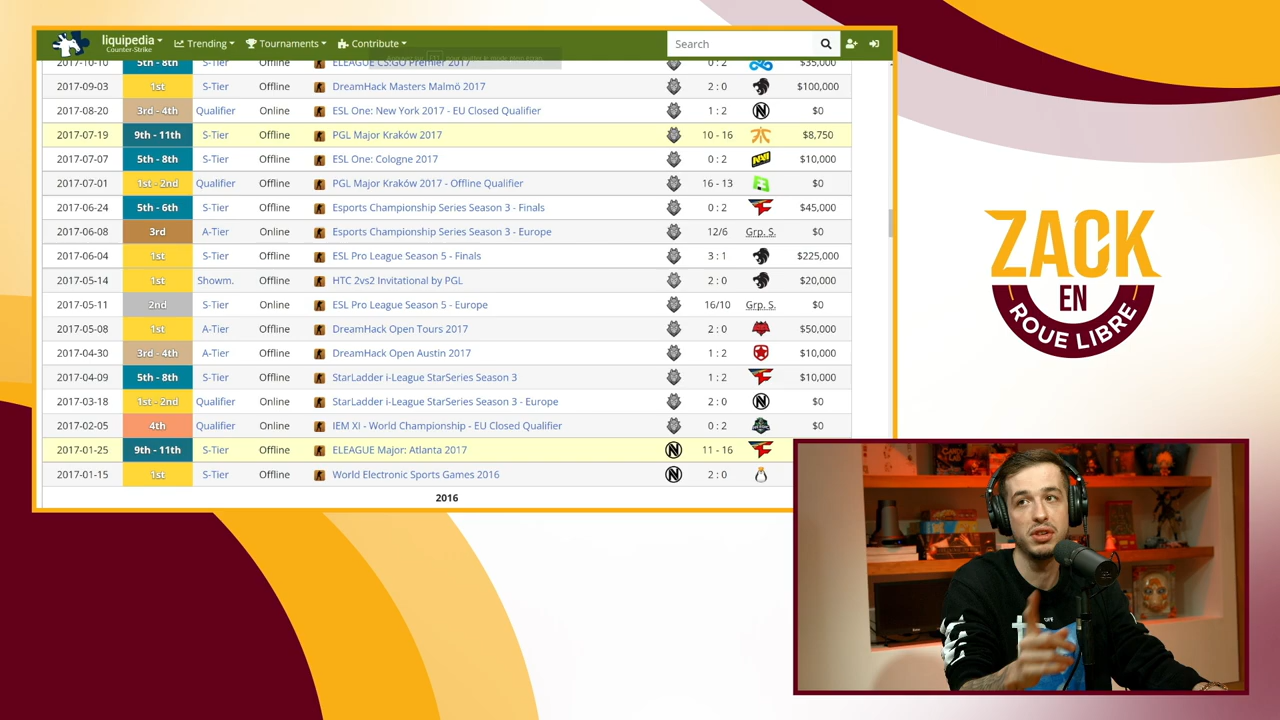 liquipedia
Counter-Strike
Trending
Tournaments
Contribute
Search
2017-10-10 5th - 8th S-Tier Offline ELEAGUE CS:GO Premier 2017 0 : 2 $35,000
2017-09-03 1st S-Tier Offline DreamHack Masters Malmö 2017 2 : 0 $100,000
2017-08-20 3rd - 4th Qualifier Offline ESL One: New York 2017 - EU Closed Qualifier 1 : 2 $0
2017-07-19 9th - 11th S-Tier Offline PGL Major Kraków 2017 10 - 16 $8,750
2017-07-07 5th - 8th S-Tier Offline ESL One: Cologne 2017 0 : 2 $10,000
2017-07-01 1st - 2nd Qualifier Offline PGL Major Kraków 2017 - Offline Qualifier 16 - 13 $0
2017-06-24 5th - 6th S-Tier Offline Esports Championship Series Season 3 - Finals 0 : 2 $45,000
2017-06-08 3rd A-Tier Online Esports Championship Series Season 3 - Europe 12/6 Grp. S. $0
2017-06-04 1st S-Tier Offline ESL Pro League Season 5 - Finals 3 : 1 $225,000
2017-05-14 1st Showm. Offline HTC 2vs2 Invitational by PGL 2 : 0 $20,000
2017-05-11 2nd S-Tier Online ESL Pro League Season 5 - Europe 16/10 Grp. S. $0
2017-05-08 1st A-Tier Offline DreamHack Open Tours 2017 2 : 0 $50,000
2017-04-30 3rd - 4th A-Tier Offline DreamHack Open Austin 2017 1 : 2 $10,000
2017-04-09 5th - 8th S-Tier Offline StarLadder i-League StarSeries Season 3 1 : 2 $10,000
2017-03-18 1st - 2nd Qualifier Online StarLadder i-League StarSeries Season 3 - Europe 2 : 0 $0
2017-02-05 4th Qualifier Online IEM XI - World Championship - EU Closed Qualifier 0 : 2
2017-01-25 9th - 11th S-Tier Offline ELEAGUE Major: Atlanta 2017 11 - 16
2017-01-15 1st S-Tier Offline World Electronic Sports Games 2016 2 : 0
2016
ZACK
EN
ROUE LIBRE